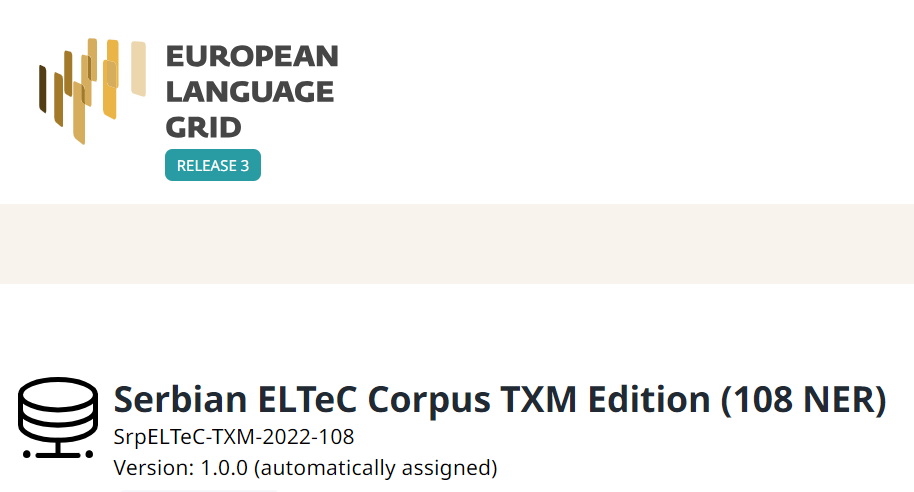 EUROPEAN
LANGUAGE
GRID
RELEASE 3
Serbian ELTeC Corpus TXM Edition (108 NER)
SrpELTeC-TXM-2022-108
Version: 1.0.0 (automatically assigned)